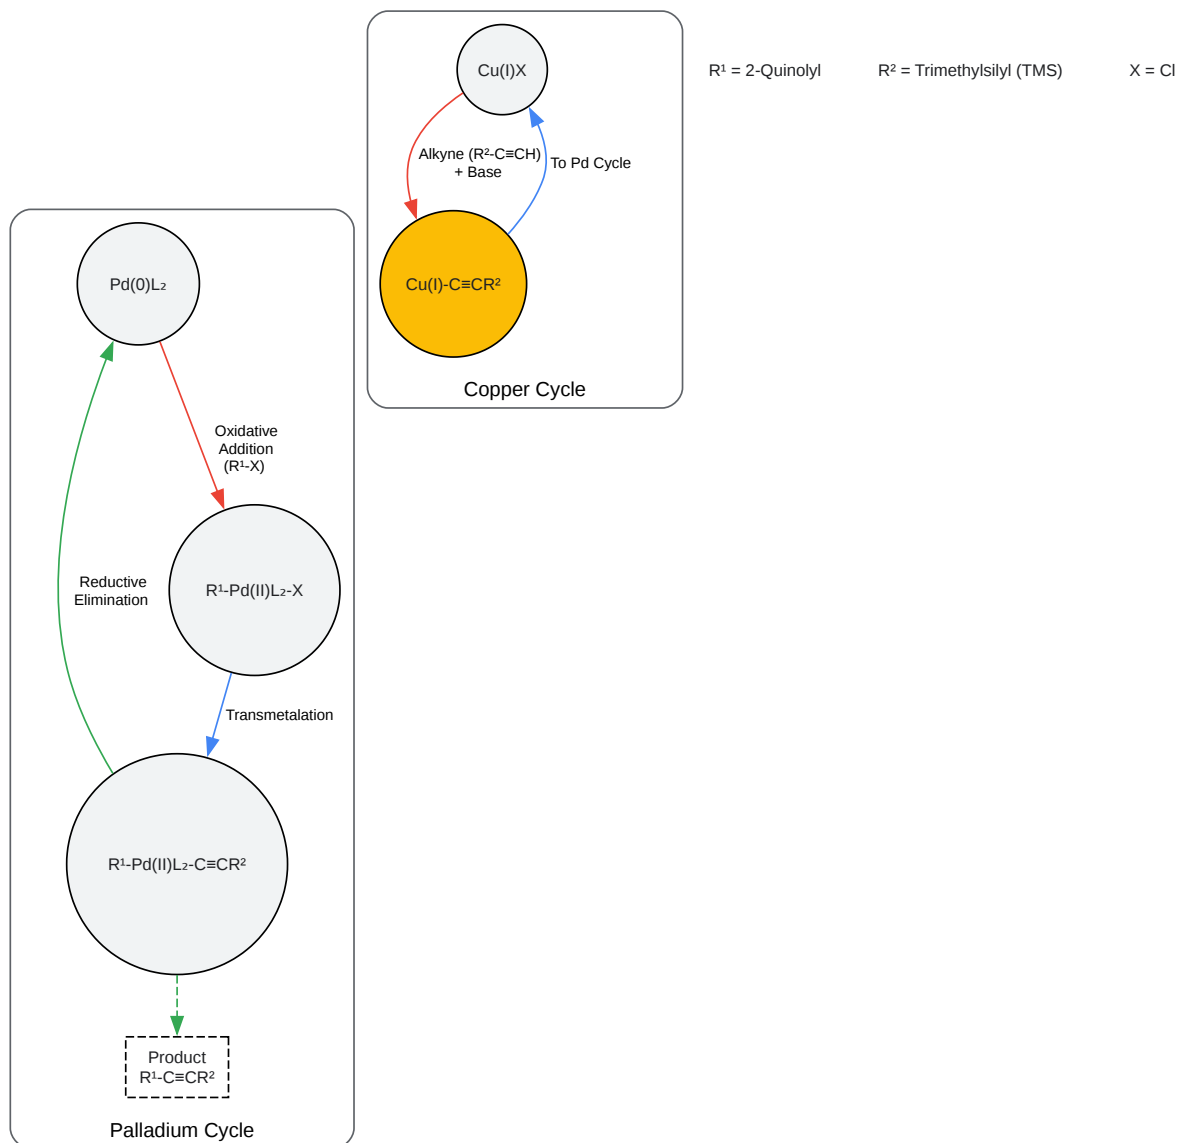 Cu(I)X
R¹ = 2-Quinolyl
R² = Trimethylsilyl (TMS)
X = Cl
Alkyne (R²-C≡CH)
+ Base
To Pd Cycle
Cu(I)-C≡CR²
Copper Cycle
Pd(0)L₂
Oxidative
Addition
(R¹-X)
R¹-Pd(II)L₂-X
Reductive
Elimination
Transmetalation
R¹-Pd(II)L₂-C≡CR²
Product
R¹-C≡CR²
Palladium Cycle